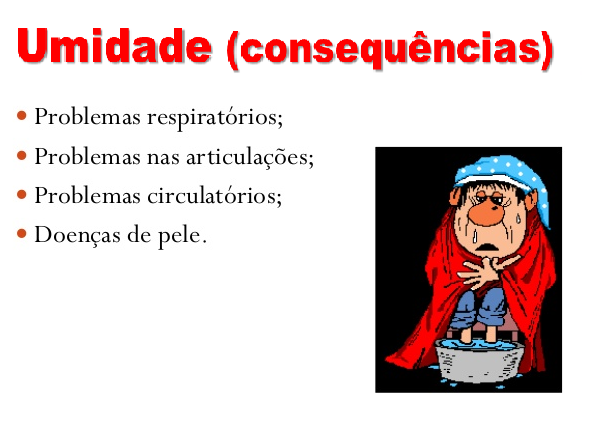 Umidade (consequências)
Problemas respiratórios;
Problemas nas articulações;
Problemas circulatórios;
Doenças de pele.